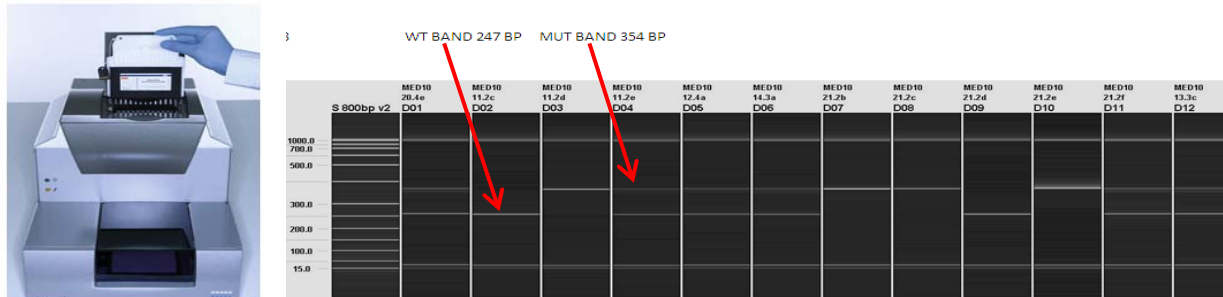 3
WT BAND 247 BP MUT BAND 354 BP
MED10 MED10 MED10 MED10 MED10 MED10 MED10 MED10 MED10 MED10 MED10 MED10
20.4e 11.2c 11.2d 11.2e 12.4a 14.3a 21.2b 21.2c 21.2d 21.2e 21.2f 13.3c
S 800bp v2 D01 D02 D03 D04 D05 D06 D07 D08 D09 D10 D11 D12
1000.0
700.0
500.0
300.0
200.0
100.0
15.0